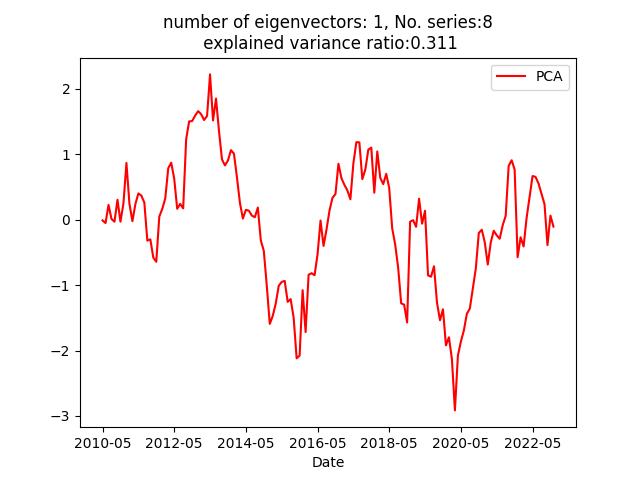 number of eigenvectors: 1, No. series:8
explained variance ratio:0.311
PCA
2
1
0
−1
−2
−3
2010-05 2012-05 2014-05 2016-05 2018-05 2020-05 2022-05
Date